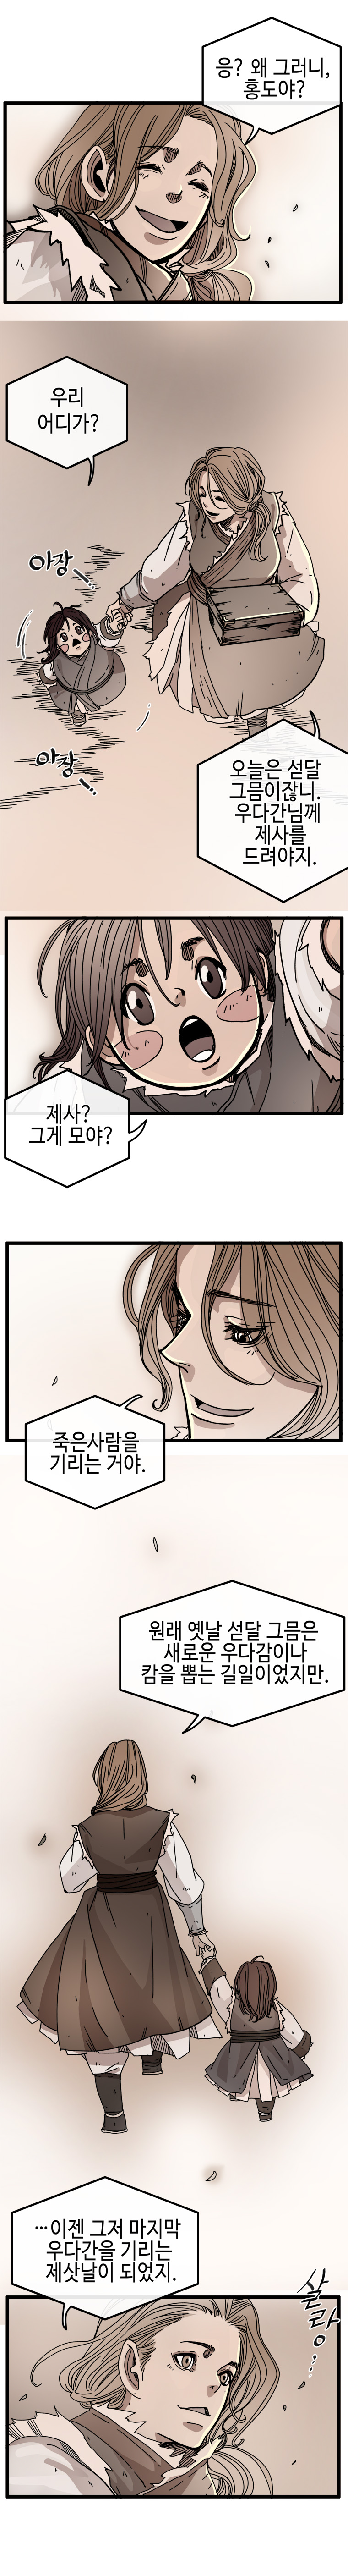 응? 왜 그러니,
홍도야?
우리
어디가?
아장
아장
오늘은 섣달
그믐이잖니.
우다간님께
제사를
드려야지.
제사?
그게 모야?
죽은사람을
기리는 거야.
원래 옛날 섣달 그믐은
새로운 우다감이나
캄을 뽑는 길일이었지만.
…이젠 그저 마지막
우다간을 기리는
제삿날이 되었지.
살
랑